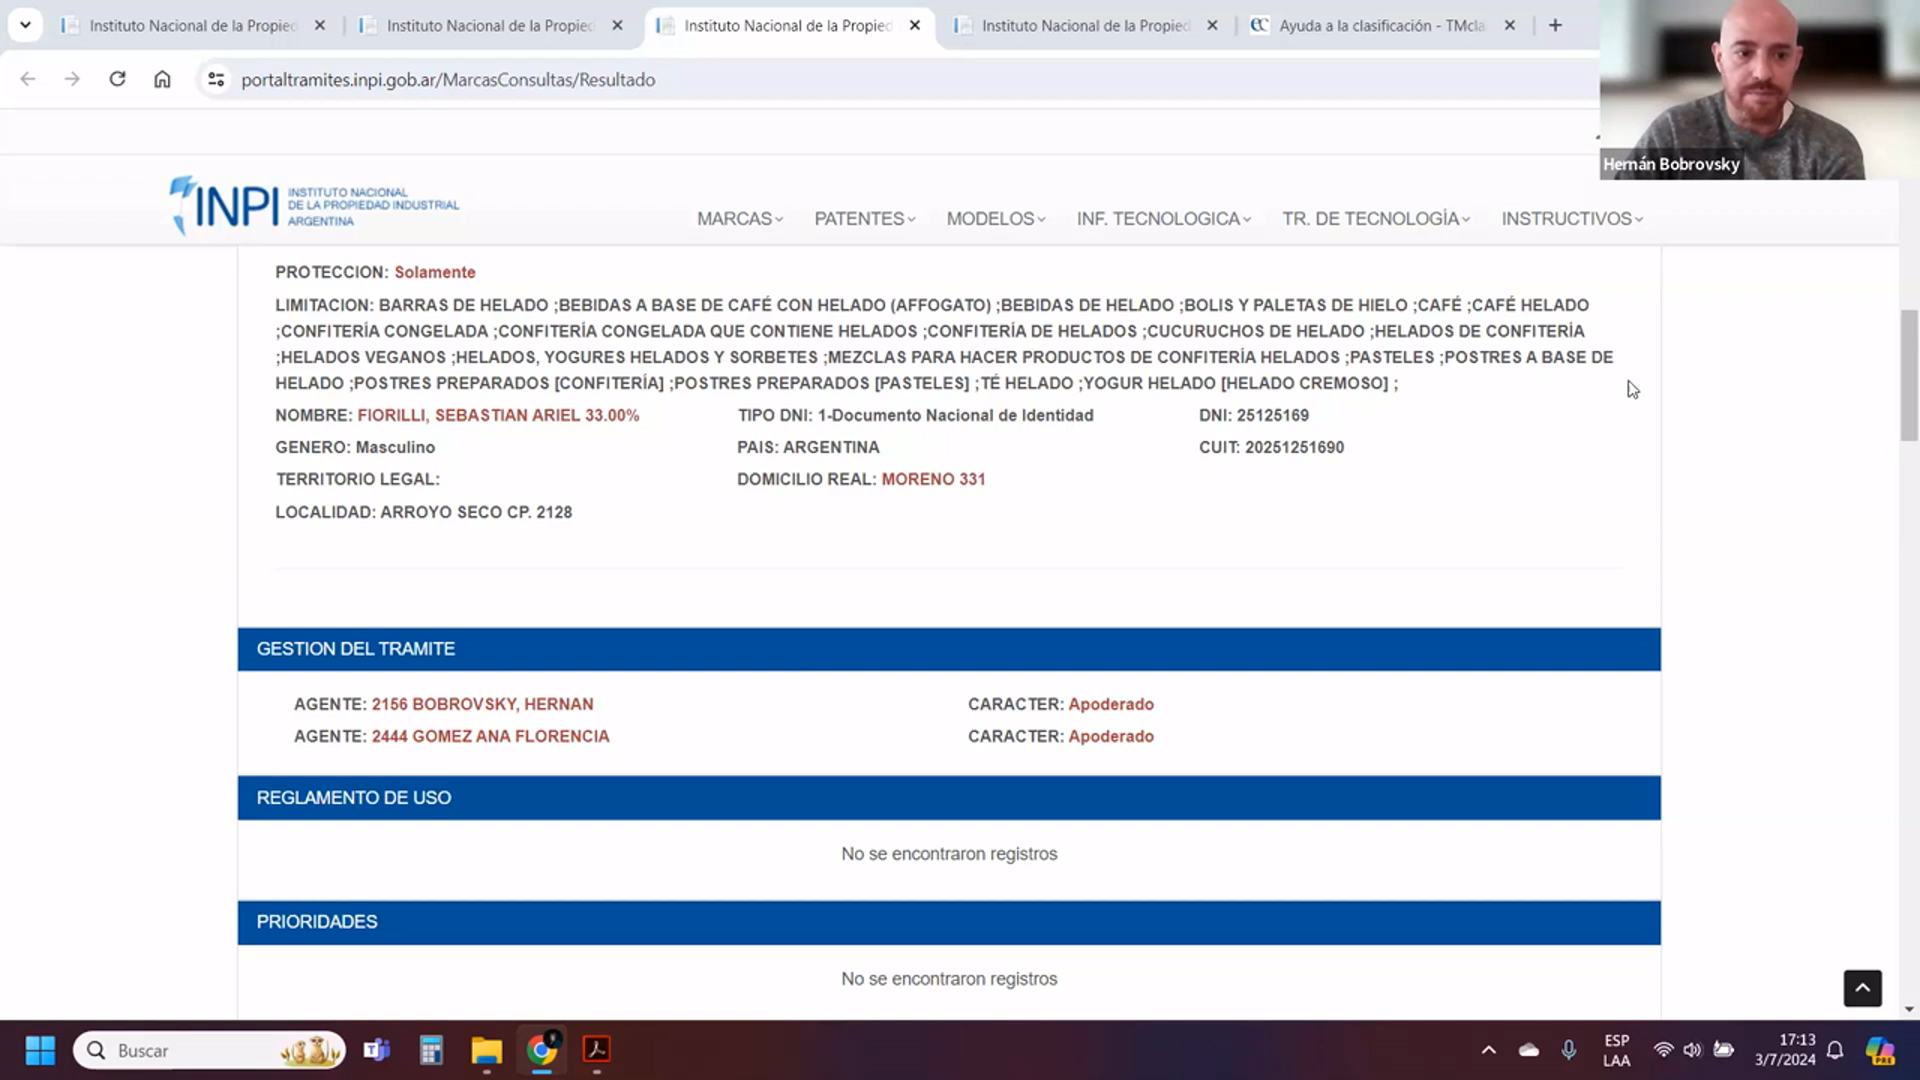 Instituto Nacional de la Propied
Instituto Nacional de la Propied
Instituto Nacional de la Propied
Instituto Nacional de la Propied
Ayuda a la clasificación - TMcla
portaltramites.inpi.gob.ar/MarcasConsultas/Resultado
Hernán Bobrovsky
INPI
INSTITUTO NACIONAL
DE LA PROPIEDAD INDUSTRIAL
ARGENTINA
MARCAS
PATENTES
MODELOS
INF. TECNOLOGICA
TR. DE TECNOLOGÍA
INSTRUCTIVOS
PROTECCION: Solamente
LIMITACION: BARRAS DE HELADO ;BEBIDAS A BASE DE CAFÉ CON HELADO (AFFOGATO) ;BEBIDAS DE HELADO ;BOLIS Y PALETAS DE HIELO ;CAFÉ ;CAFÉ HELADO
;CONFITERÍA CONGELADA ;CONFITERÍA CONGELADA QUE CONTIENE HELADOS ;CONFITERÍA DE HELADOS ;CUCURUCHOS DE HELADO ;HELADOS DE CONFITERÍA
;HELADOS VEGANOS ;HELADOS, YOGURES HELADOS Y SORBETES ;MEZCLAS PARA HACER PRODUCTOS DE CONFITERÍA HELADOS ;PASTELES ;POSTRES A BASE DE
HELADO ;POSTRES PREPARADOS [CONFITERÍA] ;POSTRES PREPARADOS [PASTELES] ;TÉ HELADO ;YOGUR HELADO [HELADO CREMOSO] ;
NOMBRE: FIORILLI, SEBASTIAN ARIEL 33.00% TIPO DNI: 1-Documento Nacional de Identidad DNI: 25125169
GENERO: Masculino PAIS: ARGENTINA CUIT: 20251251690
TERRITORIO LEGAL: DOMICILIO REAL: MORENO 331
LOCALIDAD: ARROYO SECO CP. 2128
GESTION DEL TRAMITE
AGENTE: 2156 BOBROVSKY, HERNAN CARACTER: Apoderado
AGENTE: 2444 GOMEZ ANA FLORENCIA CARACTER: Apoderado
REGLAMENTO DE USO
No se encontraron registros
PRIORIDADES
No se encontraron registros
Buscar
ESP
LAA
17:13
3/7/2024
PRE